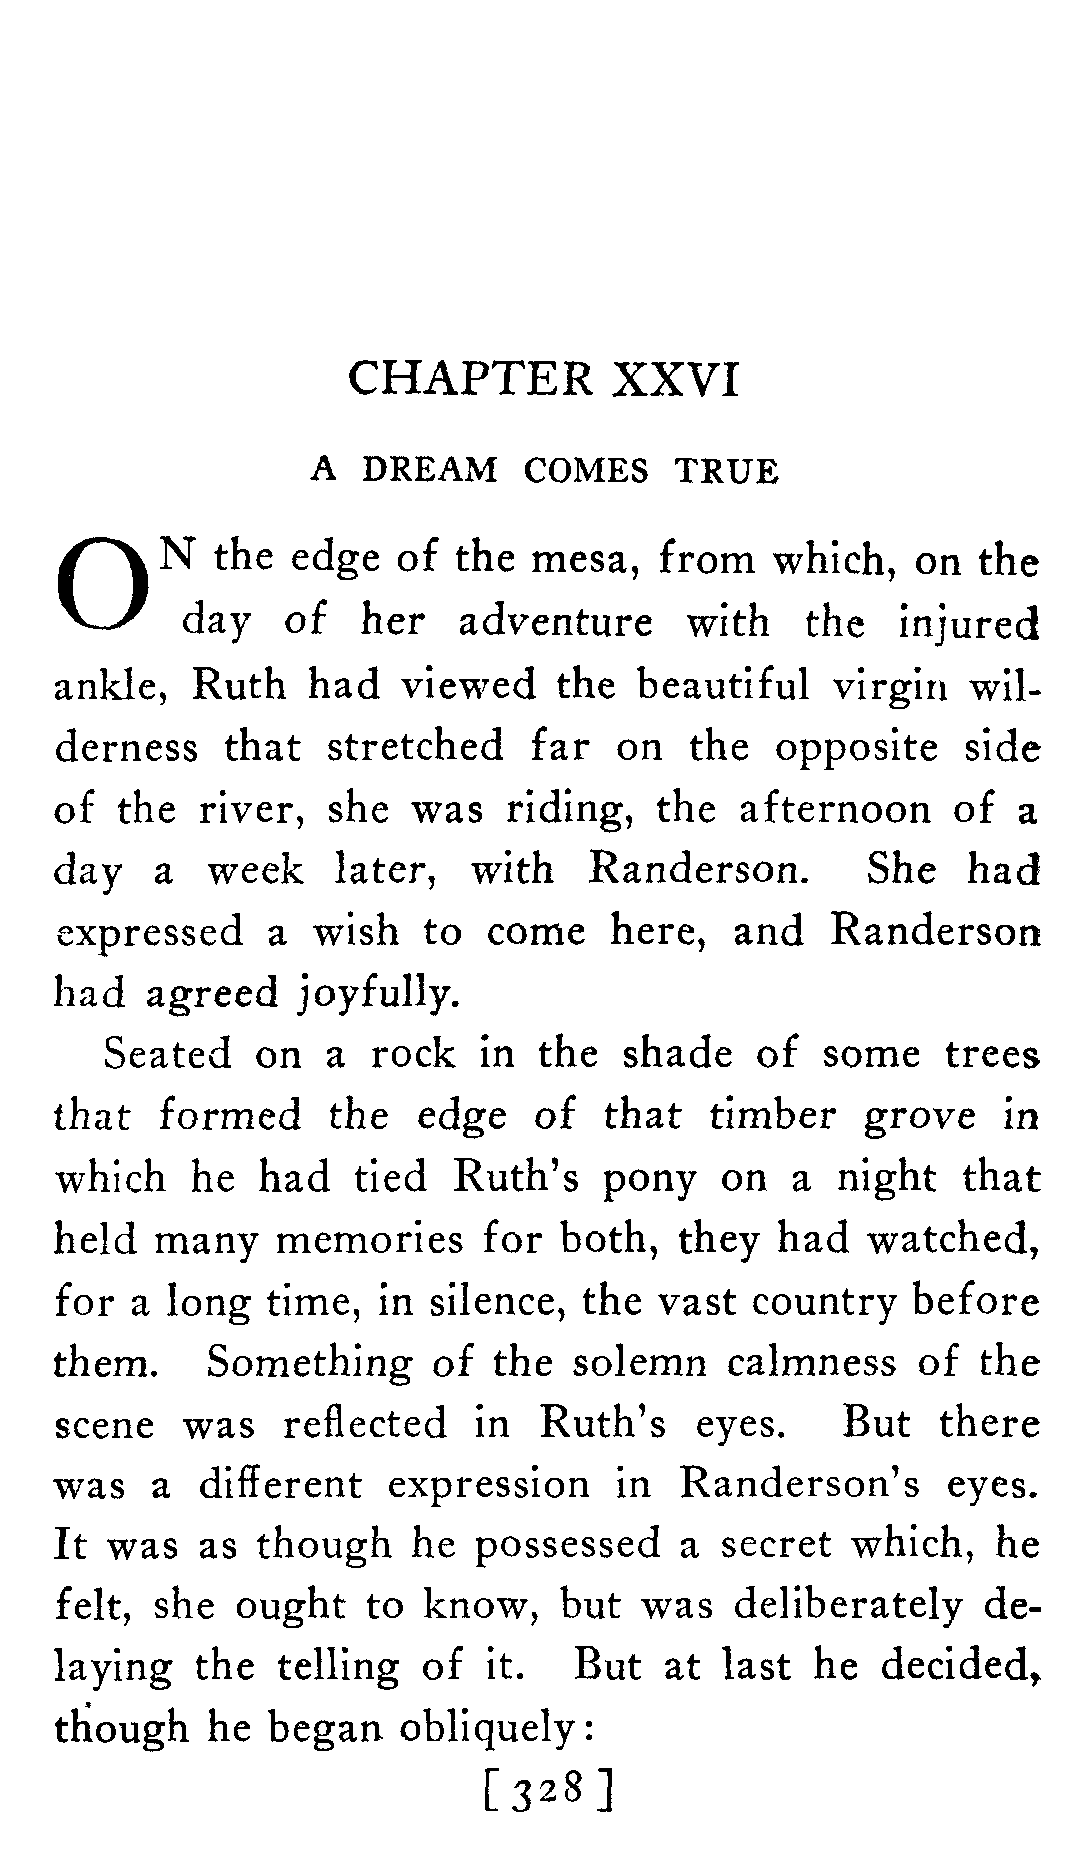 CHAPTER XXVI
A DREAM COMES TRUE
ON the edge of the mesa, from which, on the
day of her adventure with the injured
ankle, Ruth had viewed the beautiful virgin wil-
derness that stretched far on the opposite side
of the river, she was riding, the afternoon of a
day a week later, with Randerson. She had
expressed a wish to come here, and Randerson
had agreed joyfully.
Seated on a rock in the shade of some trees
that formed the edge of that timber grove in
which he had tied Ruth's pony on a night that
held many memories for both, they had watched,
for a long time, in silence, the vast country before
them. Something of the solemn calmness of the
scene was reflected in Ruth's eyes. But there
was a different expression in Randerson's eyes.
It was as though he possessed a secret which, he
felt, she ought to know, but was deliberately de-
laying the telling of it. But at last he decided,
though he began obliquely:
[ 328 ]